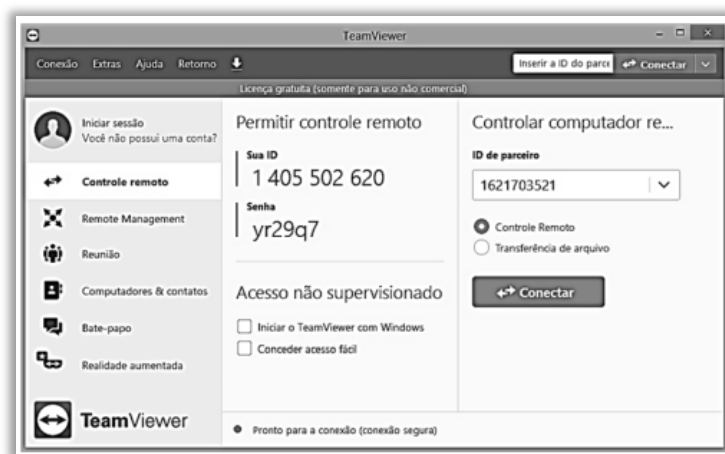 TeamViewer
Conexão Extras Ajuda Retorno
Inserir a ID do parce
Conectar
Licença gratuita (somente para uso não comercial)
Iniciar sessão
Você não possui uma conta?
Controle remoto
Remote Management
Reunião
Computadores & contatos
Bate-papo
Realidade aumentada
TeamViewer
Permitir controle remoto
Sua ID
1 405 502 620
Senha
yr29q7
Acesso não supervisionado
Iniciar o TeamViewer com Windows
Conceder acesso fácil
Controlar computador re...
ID de parceiro
1621703521
Controle Remoto
Transferência de arquivo
Conectar
Pronto para a conexão (conexão segura)